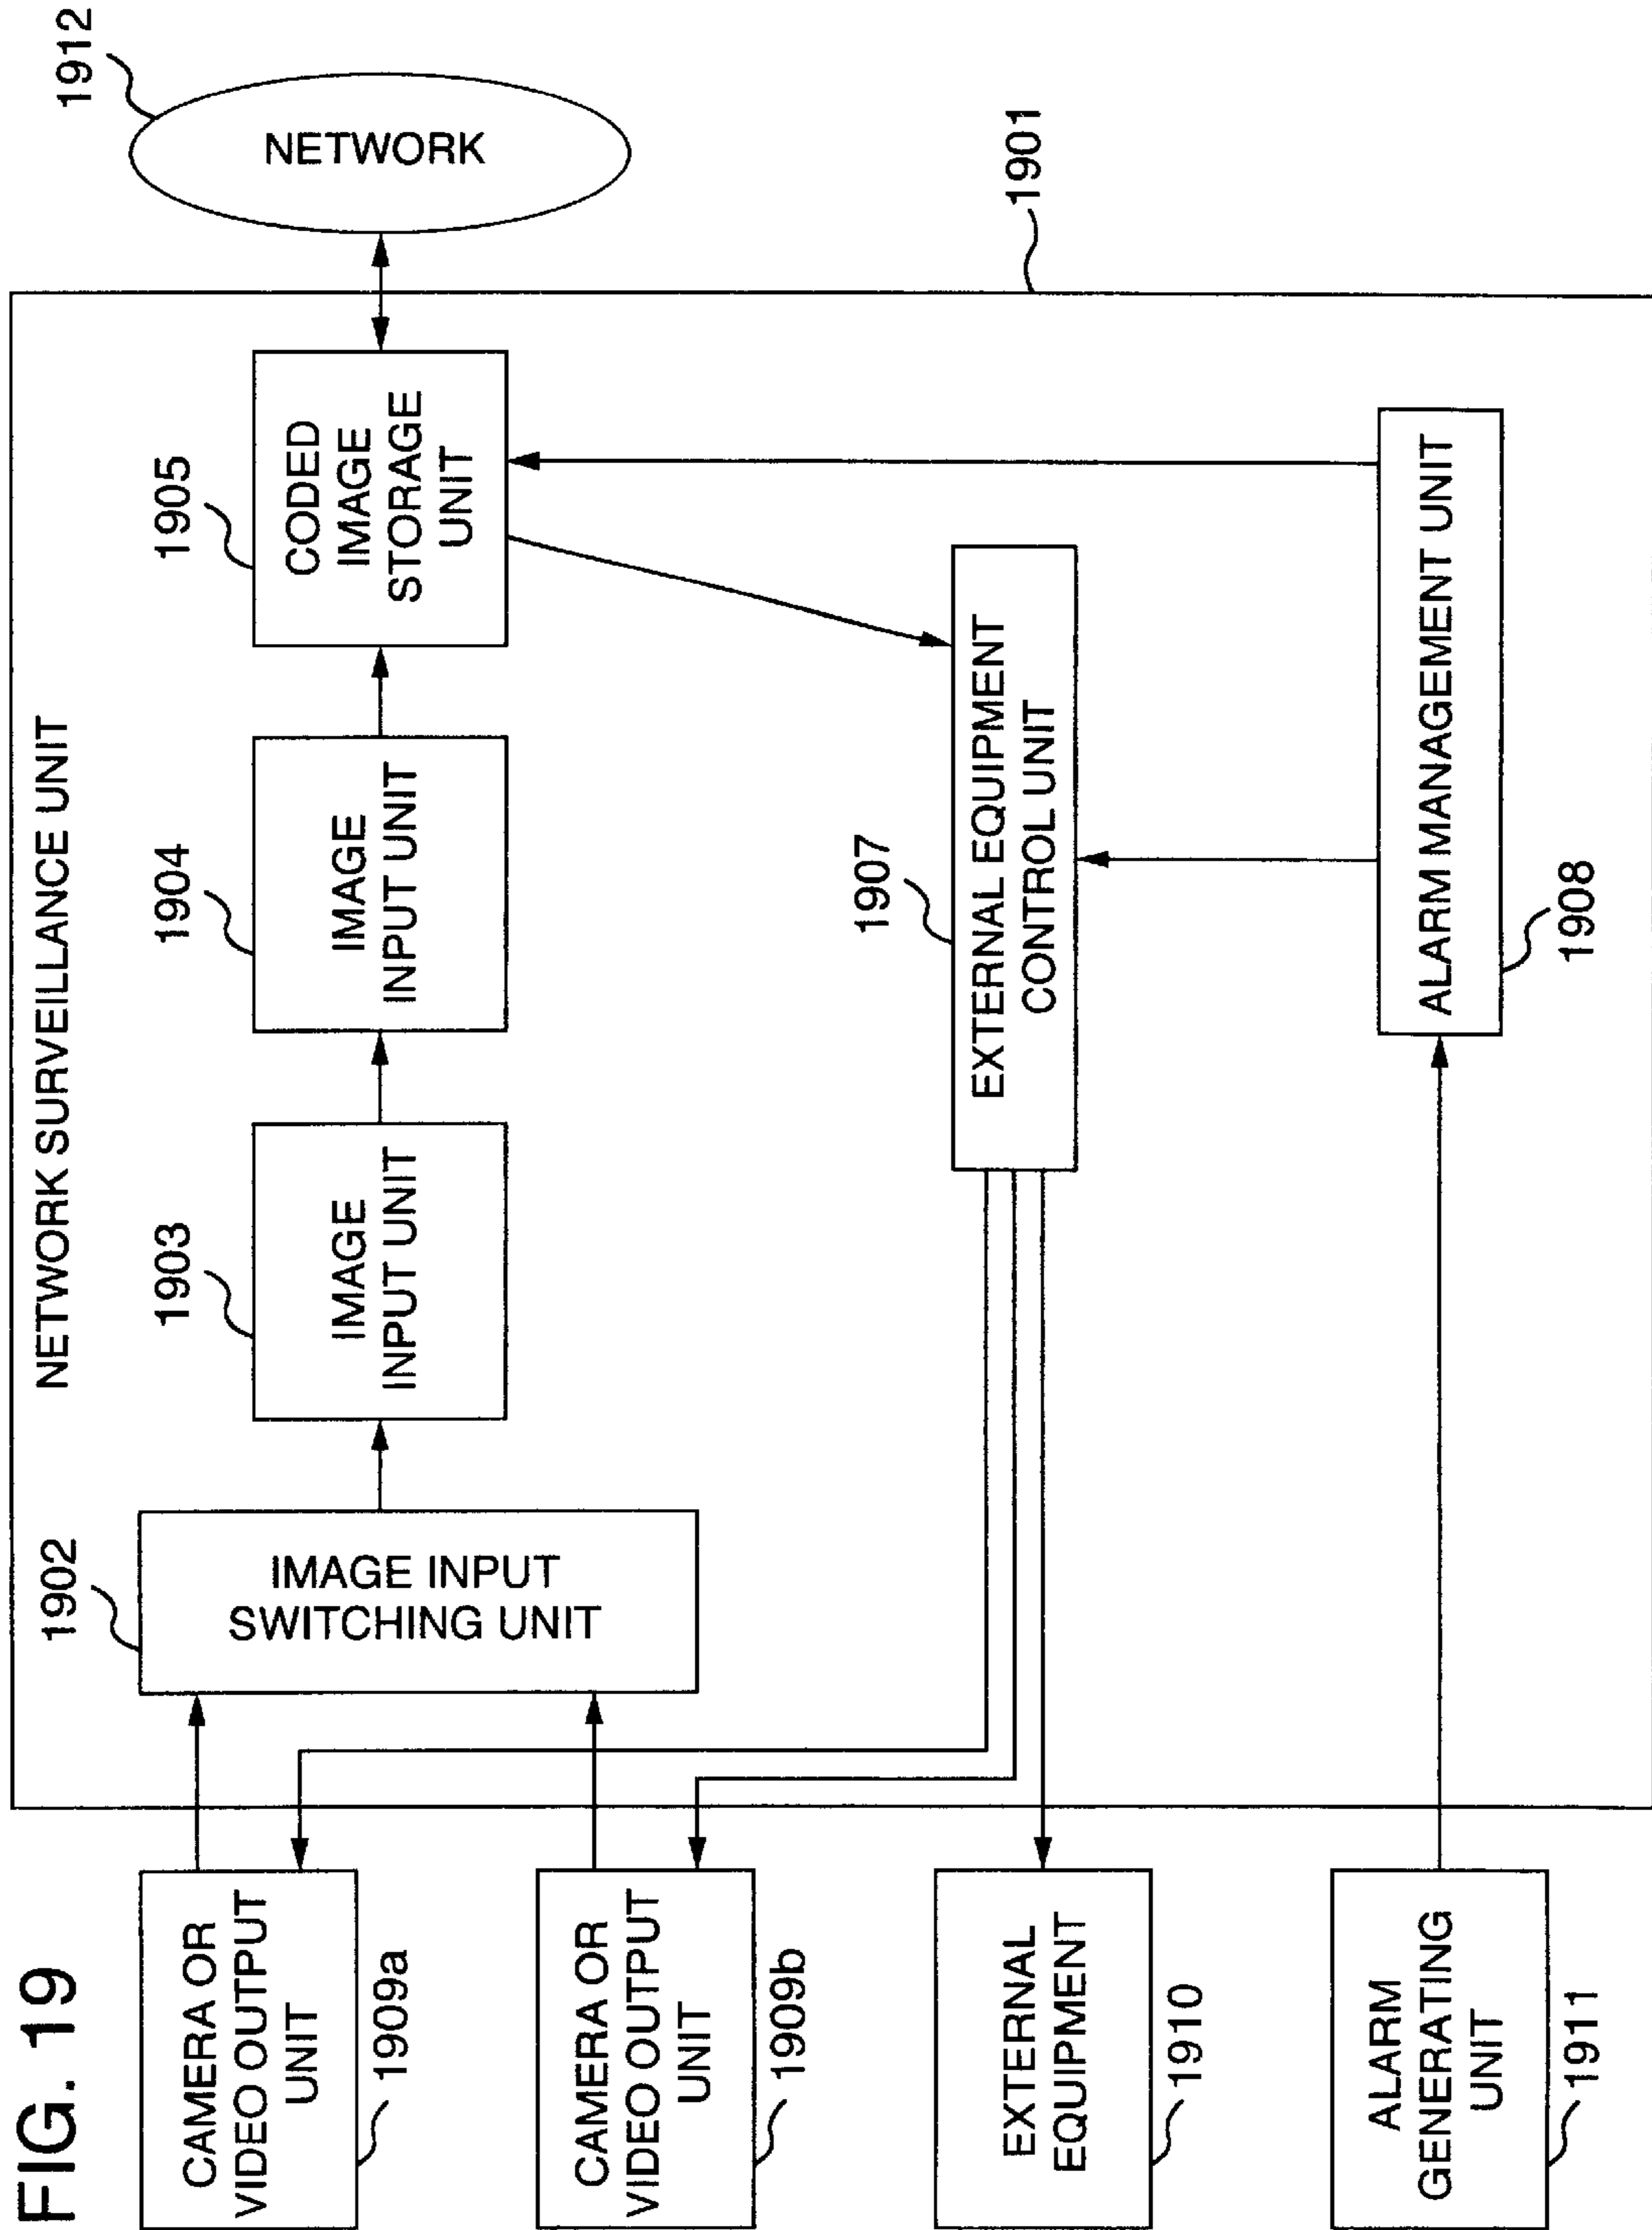 FIG. 19
NETWORK SURVEILLANCE UNIT
1901
1912
NETWORK
CAMERA OR
VIDEO OUTPUT
UNIT
1909a
1902
IMAGE INPUT
SWITCHING UNIT
1903
IMAGE
INPUT UNIT
1904
IMAGE
INPUT UNIT
1905
CODED
IMAGE
STORAGE
UNIT
CAMERA OR
VIDEO OUTPUT
UNIT
1909b
EXTERNAL
EQUIPMENT
1910
1907
EXTERNAL EQUIPMENT
CONTROL UNIT
ALARM
GENERATING
UNIT
1911
ALARM MANAGEMENT UNIT
1908